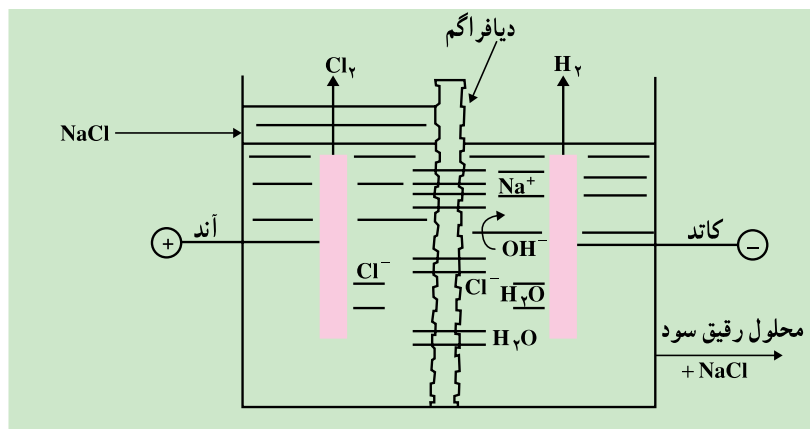 دیافراگم
Cl۲
H۲
NaCl
Na+
آند
+
OH−
کاتد
−
Cl−
Cl−
H۲O
H۲O
محلول رقیق سود
+ NaCl